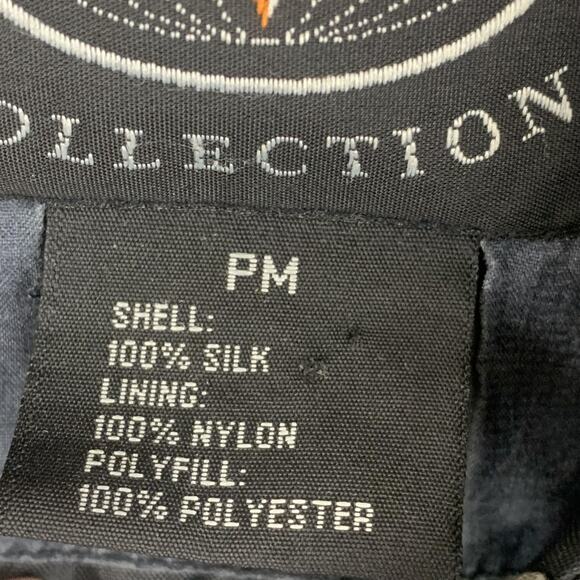 OLLECTION
PM
SHELL:
100% SILK
LINING:
100% NYLON
POLYFILL:
100% POLYESTER